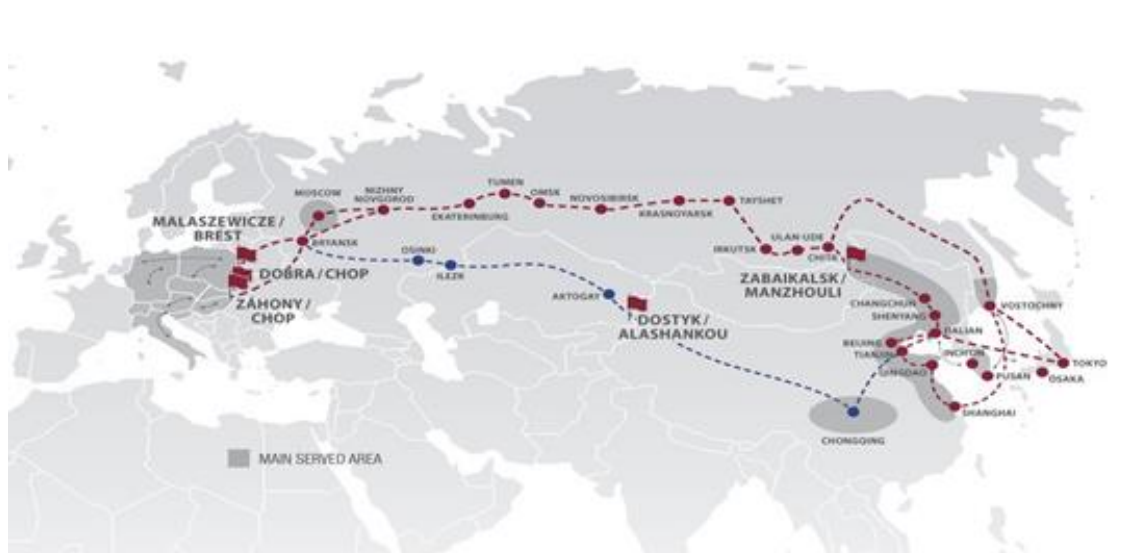 MOSCOW
NIZHNY
NOVGOROD
TUMEN
OMSK
EKATERINBURG
NOVOSIBIRSK
KRASNOYARSK
TAYSHET
MALASZEWICZE /
BREST
BRYANSK
OSINKI
ILEZK
DOBRA / CHOP
ZAHONY /
CHOP
IRKUTSK
ULAN-UDE
CHITA
ZABAIKALSK /
MANZHOULI
AKTOGAY
DOSTYK /
ALASHANKOU
CHANGCHUN
SHENYANG
VOSTOCHNY
DALIAN
BEIJING
TIANJIN
INCHON
QINGDAO
PUSAN
TOKYO
OSAKA
SHANGHAI
CHONGQING
MAIN SERVED AREA